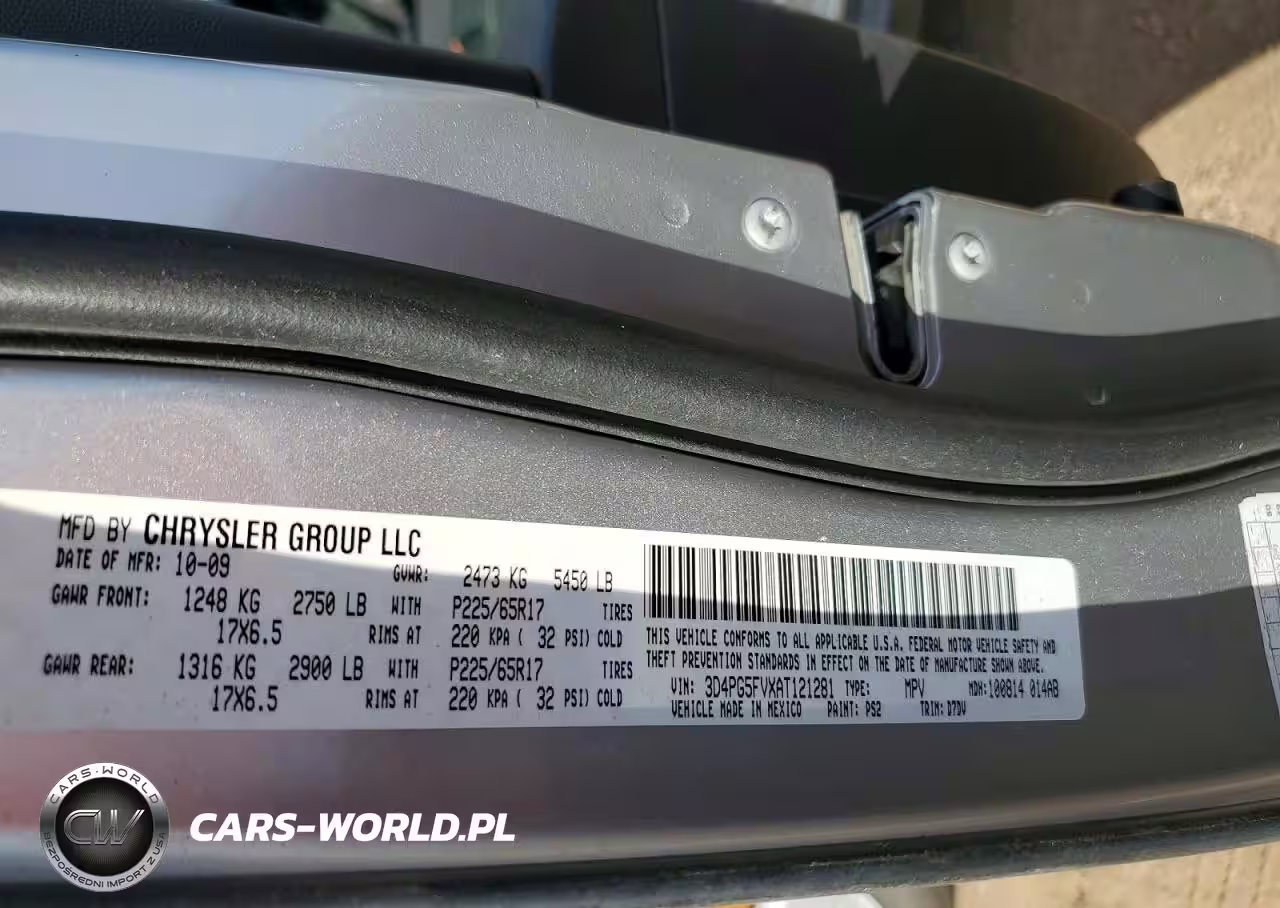 MFD BY CHRYSLER GROUP LLC
DATE OF MFR: 10-09 GVWR: 2473 KG 5450 LB
GAWR FRONT: 1248 KG 2750 LB WITH P225/65R17 TIRES
17X6.5 RIMS AT 220 KPA ( 32 PSI) COLD
GAWR REAR: 1316 KG 2900 LB WITH P225/65R17 TIRES
17X6.5 RIMS AT 220 KPA ( 32 PSI) COLD
THIS VEHICLE CONFORMS TO ALL APPLICABLE U.S.A. FEDERAL MOTOR VEHICLE SAFETY AND
THEFT PREVENTION STANDARDS IN EFFECT ON THE DATE OF MANUFACTURE SHOWN ABOVE.
VIN: 3D4PG5FVXAT121281 TYPE: MPV MDH:100814 014AB
VEHICLE MADE IN MEXICO PAINT: PS2 TRIM: D7DV
CARS-WORLD
CW
BEZPOŚREDNI IMPORT Z USA
CARS-WORLD.PL